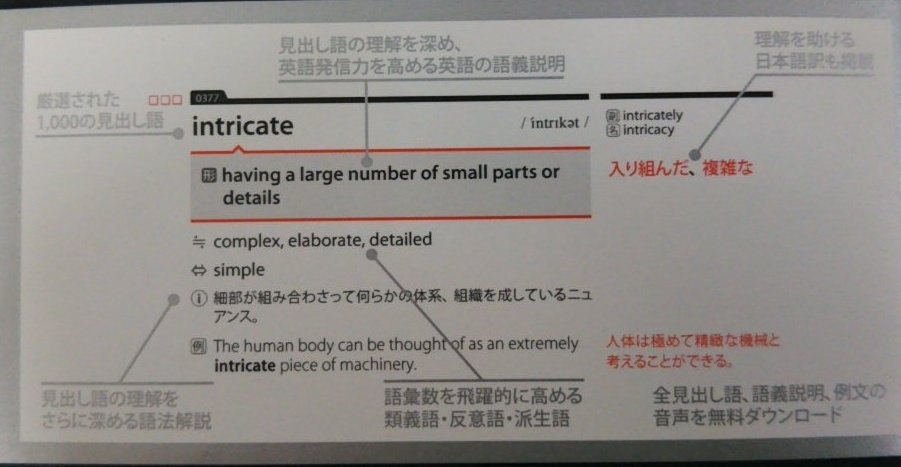 見出し語の理解を深め、
英語発信力を高める英語の語義説明
理解を助ける
日本語訳も掲載
厳選された
1,000の見出し語
0377
intricate
/ íntrɪkət /
副 intricately
名 intricacy
形 having a large number of small parts or
details
入り組んだ、複雑な
≒ complex, elaborate, detailed
⇔ simple
ⓘ 細部が組み合わさって何らかの体系、組織を成しているニュ
アンス。
例 The human body can be thought of as an extremely
intricate piece of machinery.
人体は極めて精緻な機械と
考えることができる。
見出し語の理解を
さらに深める語法解説
語彙数を飛躍的に高める
類義語・反意語・派生語
全見出し語、語義説明、例文の
音声を無料ダウンロード